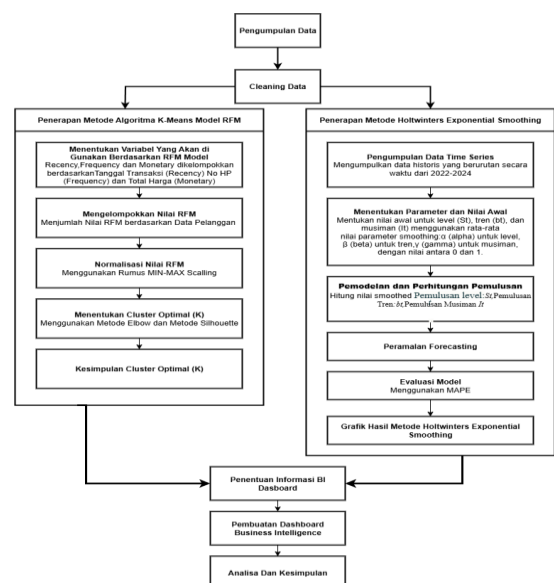 Pengumpulan Data
Cleaning Data
Penerapan Metode Algoritma K-Means Model RFM
Menentukan Variabel Yang Akan di
Gunakan Berdasarkan RFM Model
Recency,Frequency dan Monetary dikelompokkan
berdasarkanTanggal Transaksi (Recency) No HP
(Frequency) dan Total Harga (Monetary)
Mengelompokkan Nilai RFM
Menjumlah Nilai RFM berdasarkan Data Pelanggan
Normalisasi Nilai RFM
Menggunakan Rumus MIN-MAX Scalling
Menentukan Cluster Optimal (K)
Menggunakan Metode Elbow dan Metode Silhouette
Kesimpulan Cluster Optimal (K)
Penerapan Metode Holtwinters Exponential Smoothing
Pengumpulan Data Time Series
Mengumpulkan data historis yang berurutan secara
waktu dari 2022-2024
Menentukan Parameter dan Nilai Awal
Mentukan nilai awal untuk level (St), tren (bt), dan
musiman (It) menggunakan rata-rata
nilai parameter smoothing:α (alpha) untuk level,
β (beta) untuk tren,γ (gamma) untuk musiman,
dengan nilai antara 0 dan 1.
Pemodelan dan Perhitungan Pemulusan
Hitung nilai smoothed Pemulusan level:St,Pemulusan
Tren:bt,Pemulusan Musiman It
Peramalan Forecasting
Evaluasi Model
Menggunakan MAPE
Grafik Hasil Metode Holtwinters Exponential
Smoothing
Penentuan Informasi BI
Dasboard
Pembuatan Dashboard
Business Intelligence
Analisa Dan Kesimpulan